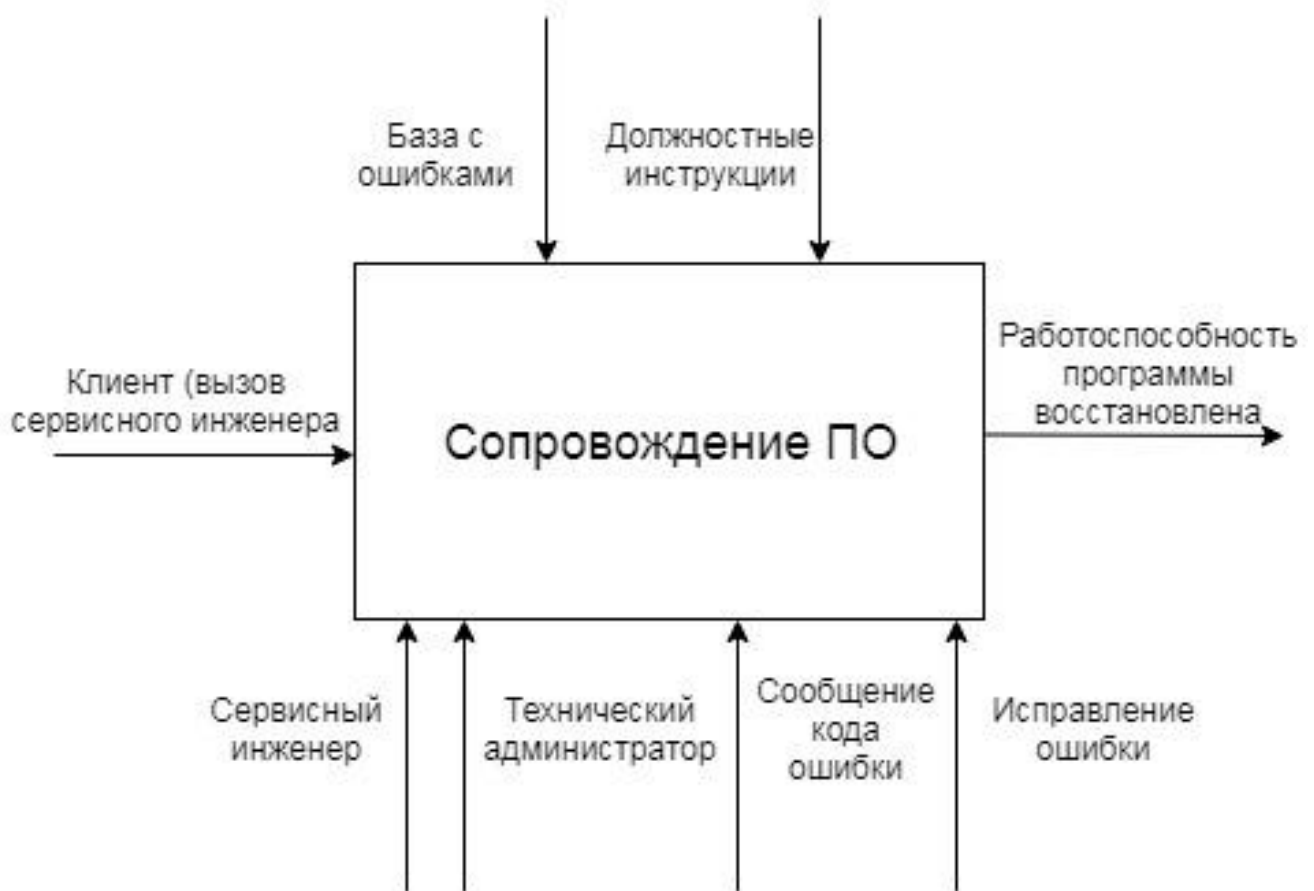 База с
ошибками
Должностные
инструкции
Клиент (вызов
сервисного инженера
Сопровождение ПО
Работоспособность
программы
восстановлена
Сервисный
инженер
Технический
администратор
Сообщение
кода
ошибки
Исправление
ошибки